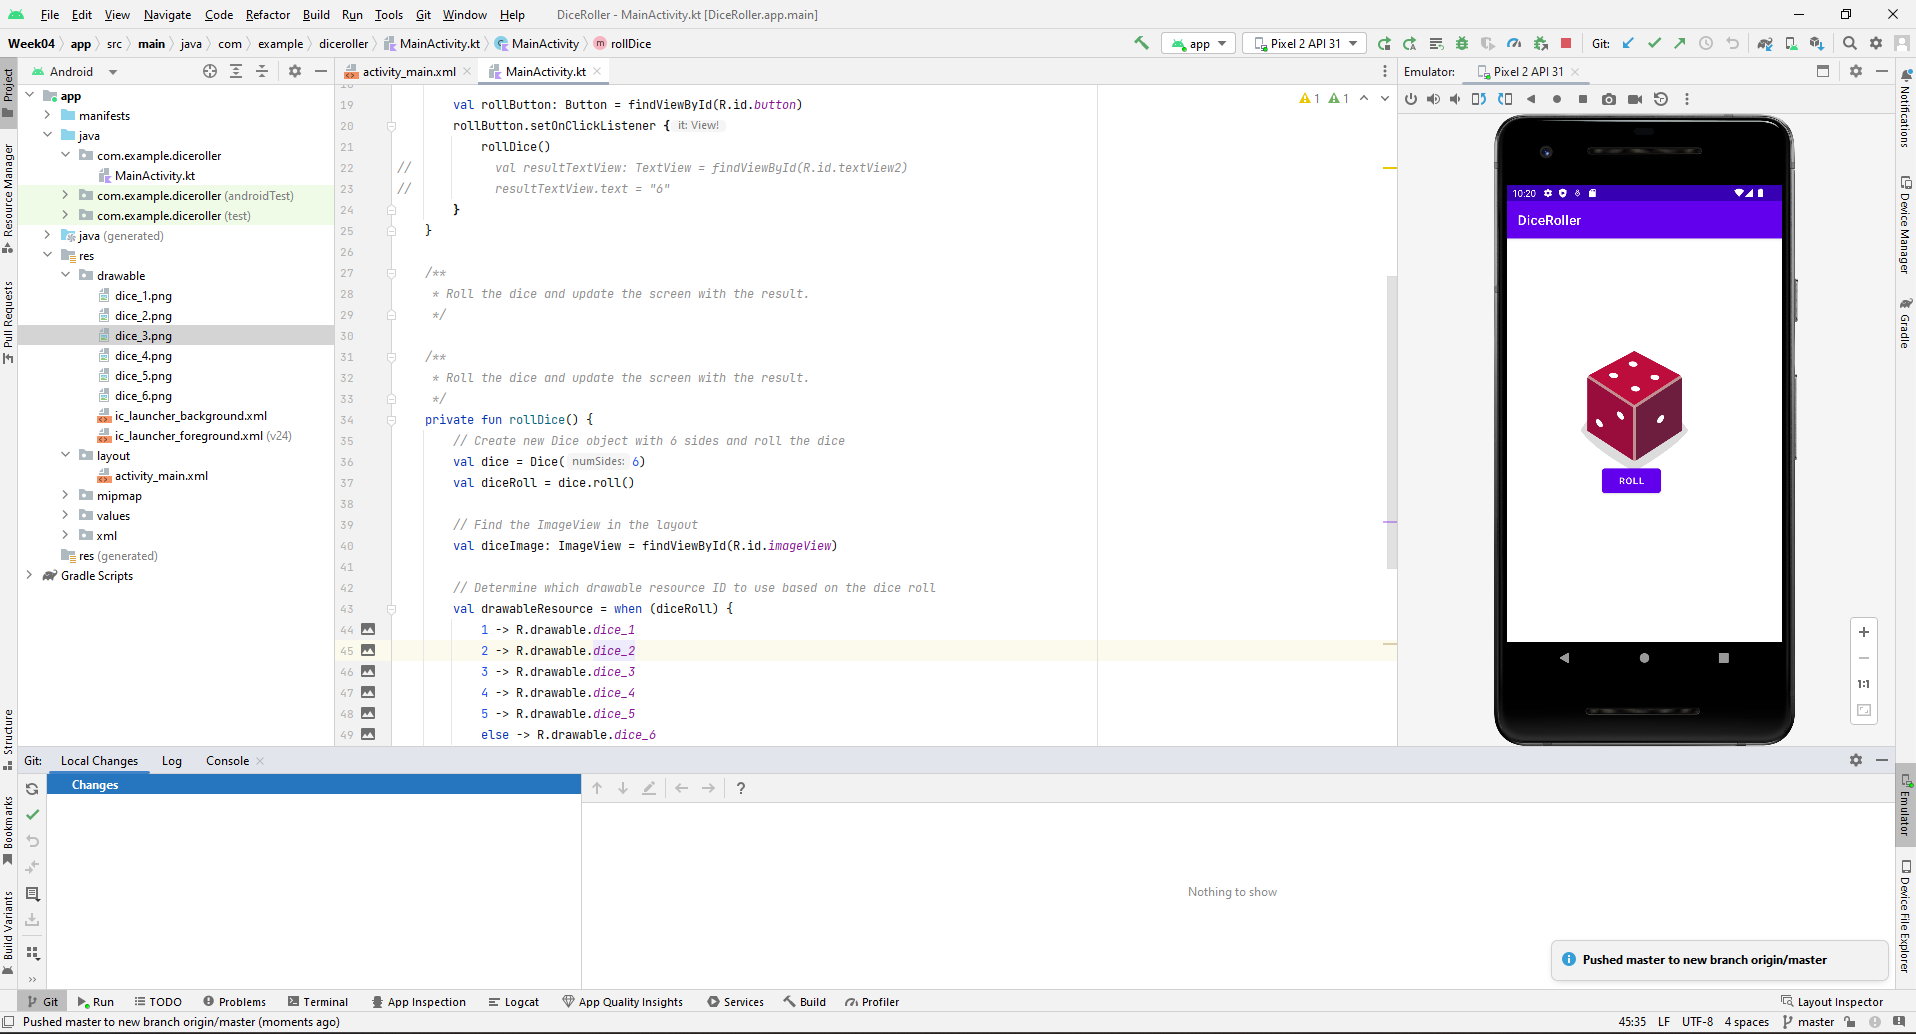 File Edit View Navigate Code Refactor Build Run Tools Git Window Help DiceRoller - MainActivity.kt [DiceRoller.app.main]
Week04 app src main java com example diceroller MainActivity.kt MainActivity rollDice app Pixel 2 API 31 Git:
Project
Resource Manager
Pull Requests
Structure
Bookmarks
Build Variants
Android
app
manifests
java
com.example.diceroller
MainActivity.kt
com.example.diceroller (androidTest)
com.example.diceroller (test)
java (generated)
res
drawable
dice_1.png
dice_2.png
dice_3.png
dice_4.png
dice_5.png
dice_6.png
ic_launcher_background.xml
ic_launcher_foreground.xml (v24)
layout
activity_main.xml
mipmap
values
xml
res (generated)
Gradle Scripts
activity_main.xml MainActivity.kt
1 1
19 val rollButton: Button = findViewById(R.id.button)
20 rollButton.setOnClickListener { it: View!
21 rollDice()
22 // val resultTextView: TextView = findViewById(R.id.textView2)
23 // resultTextView.text = "6"
24 }
25 }
26
27 /**
28 * Roll the dice and update the screen with the result.
29 */
30
31 /**
32 * Roll the dice and update the screen with the result.
33 */
34 private fun rollDice() {
35 // Create new Dice object with 6 sides and roll the dice
36 val dice = Dice( numSides: 6)
37 val diceRoll = dice.roll()
38
39 // Find the ImageView in the layout
40 val diceImage: ImageView = findViewById(R.id.imageView)
41
42 // Determine which drawable resource ID to use based on the dice roll
43 val drawableResource = when (diceRoll) {
44 1 -> R.drawable.dice_1
45 2 -> R.drawable.dice_2
46 3 -> R.drawable.dice_3
47 4 -> R.drawable.dice_4
48 5 -> R.drawable.dice_5
49 else -> R.drawable.dice_6
Emulator: Pixel 2 API 31
10:20
DiceRoller
ROLL
1:1
Notifications
Device Manager
Gradle
Emulator
Device File Explorer
Git: Local Changes Log Console
Changes
?
Nothing to show
Pushed master to new branch origin/master
Git Run TODO Problems Terminal App Inspection Logcat App Quality Insights Services Build Profiler Layout Inspector
Pushed master to new branch origin/master (moments ago) 45:35 LF UTF-8 4 spaces master